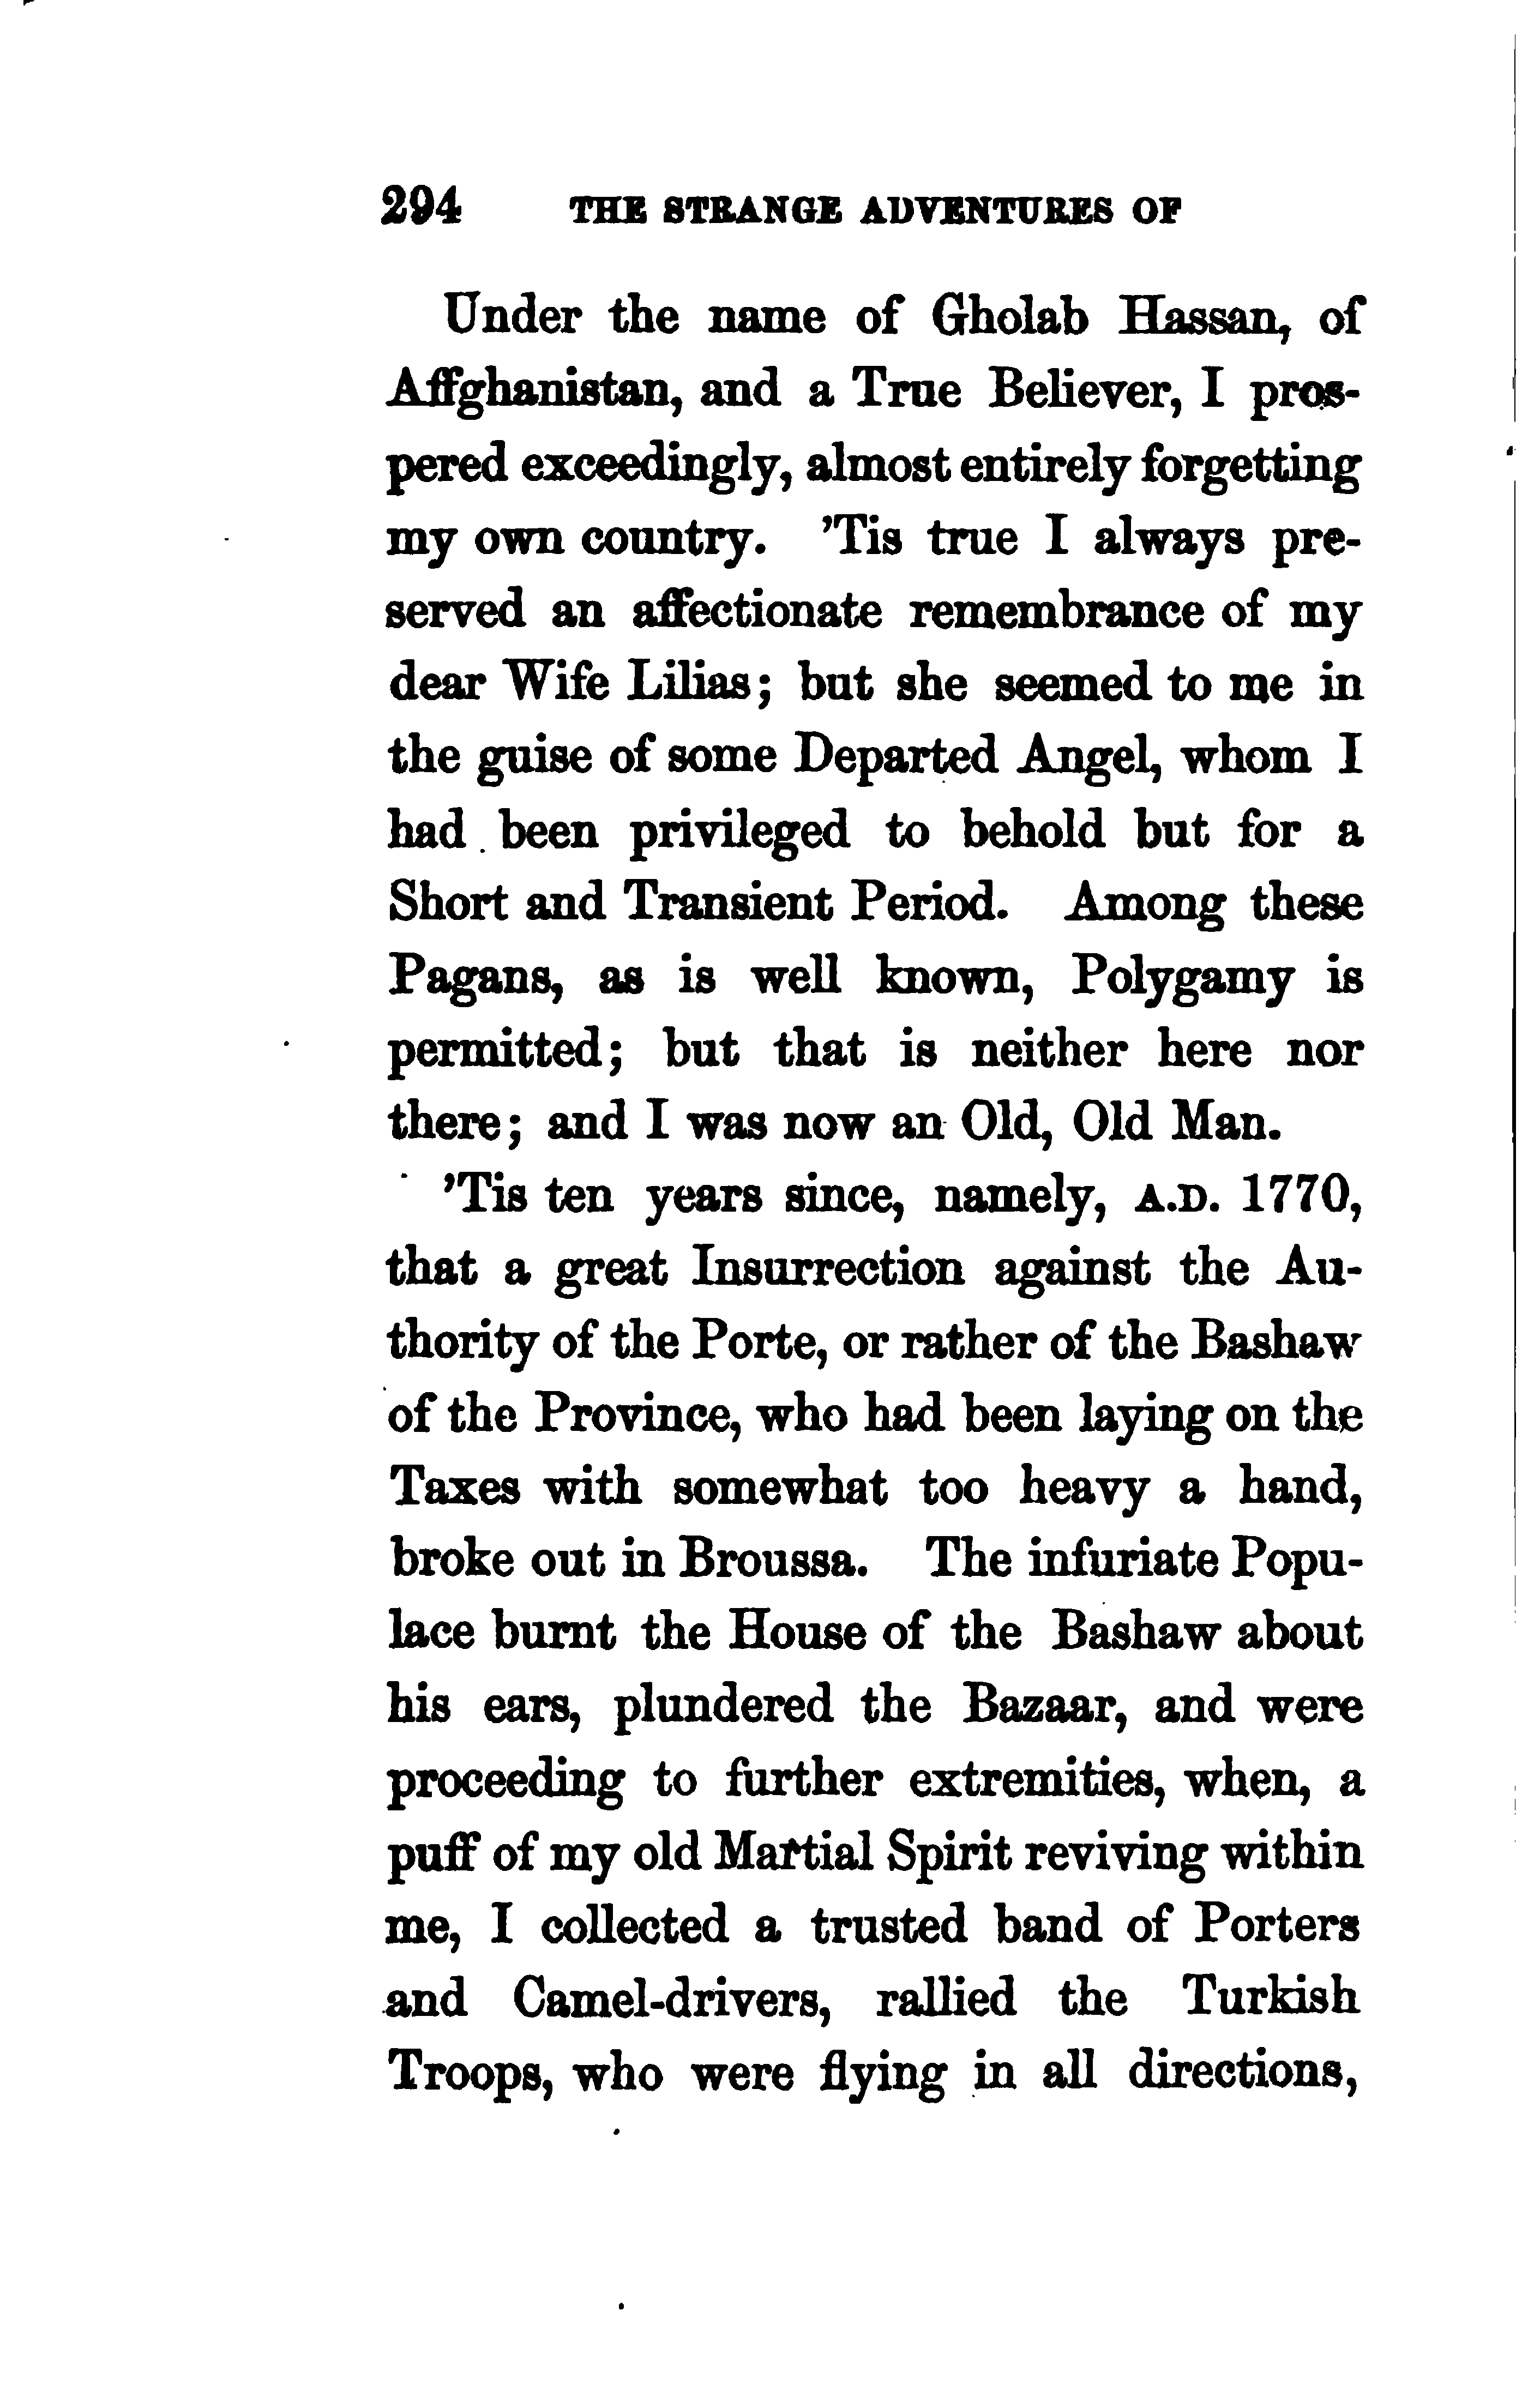 294 THE STRANGE ADVENTURES OF
Under the name of Gholab Hassan, of
Affghanistan, and a True Believer, I pros-
pered exceedingly, almost entirely forgetting
my own country. 'Tis true I always pre-
served an affectionate remembrance of my
dear Wife Lilias; but she seemed to me in
the guise of some Departed Angel, whom I
had been privileged to behold but for a
Short and Transient Period. Among these
Pagans, as is well known, Polygamy is
permitted; but that is neither here nor
there; and I was now an Old, Old Man.
'Tis ten years since, namely, A.D. 1770,
that a great Insurrection against the Au-
thority of the Porte, or rather of the Bashaw
of the Province, who had been laying on the
Taxes with somewhat too heavy a hand,
broke out in Broussa. The infuriate Popu-
lace burnt the House of the Bashaw about
his ears, plundered the Bazaar, and were
proceeding to further extremities, when, a
puff of my old Martial Spirit reviving within
me, I collected a trusted band of Porters
and Camel-drivers, rallied the Turkish
Troops, who were flying in all directions,